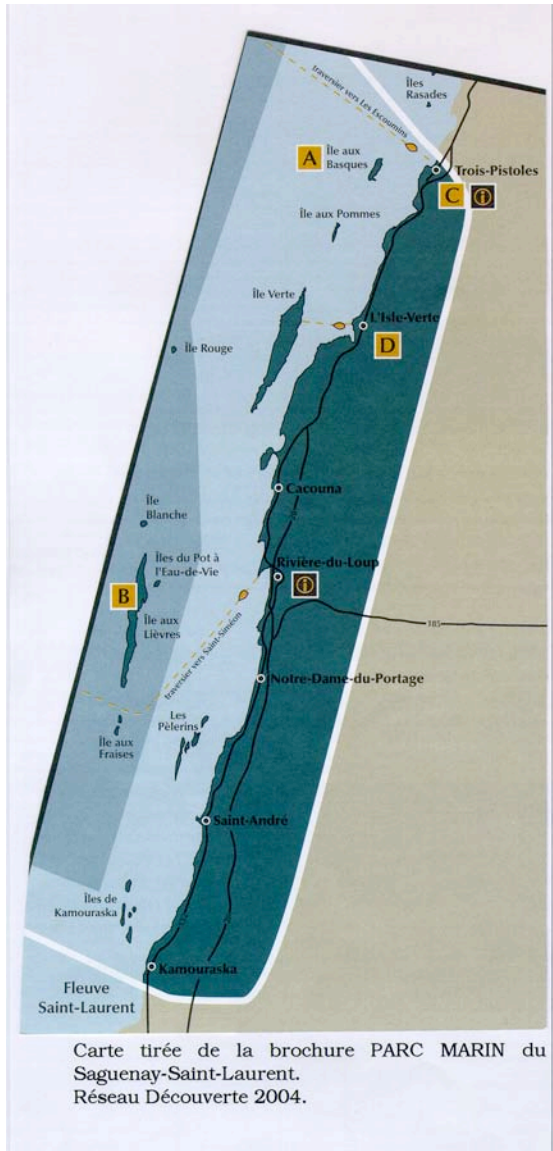 Îles
Rasades
traversier vers Les Escoumins
A
Île aux
Basques
Trois-Pistoles
C
i
Île aux Pommes
Île Verte
L'Isle-Verte
D
Île Rouge
Cacouna
Île
Blanche
Îles du Pot à
l'Eau-de-Vie
Rivière-du-Loup
i
B
Île aux
Lièvres
185
traversier vers Saint-Siméon
Notre-Dame-du-Portage
Les
Pèlerins
Île aux
Fraises
Saint-André
Îles de
Kamouraska
Kamouraska
Fleuve
Saint-Laurent
Carte tirée de la brochure PARC MARIN du
Saguenay-Saint-Laurent.
Réseau Découverte 2004.